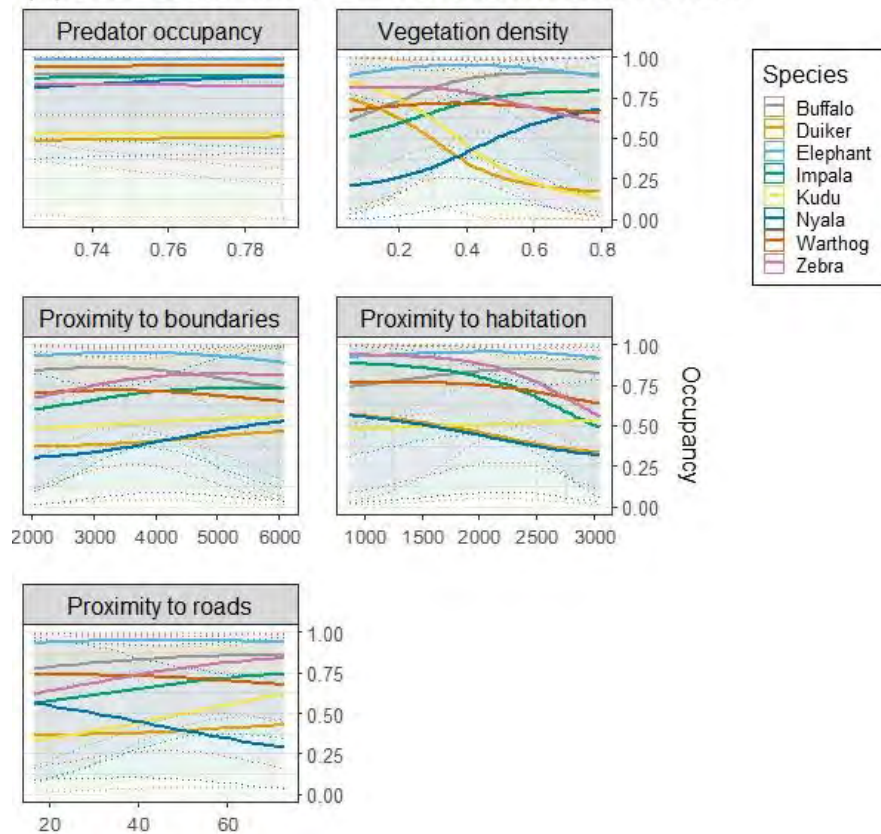 Predator occupancy
Vegetation density
1.00
0.75
0.50
0.25
0.00
0.74 0.76 0.78
0.2 0.4 0.6 0.8
Species
Buffalo
Duiker
Elephant
Impala
Kudu
Nyala
Warthog
Zebra
Proximity to boundaries
Proximity to habitation
1.00
0.75
0.50
0.25
0.00
Occupancy
2000 3000 4000 5000 6000
1000 1500 2000 2500 3000
Proximity to roads
1.00
0.75
0.50
0.25
0.00
20 40 60